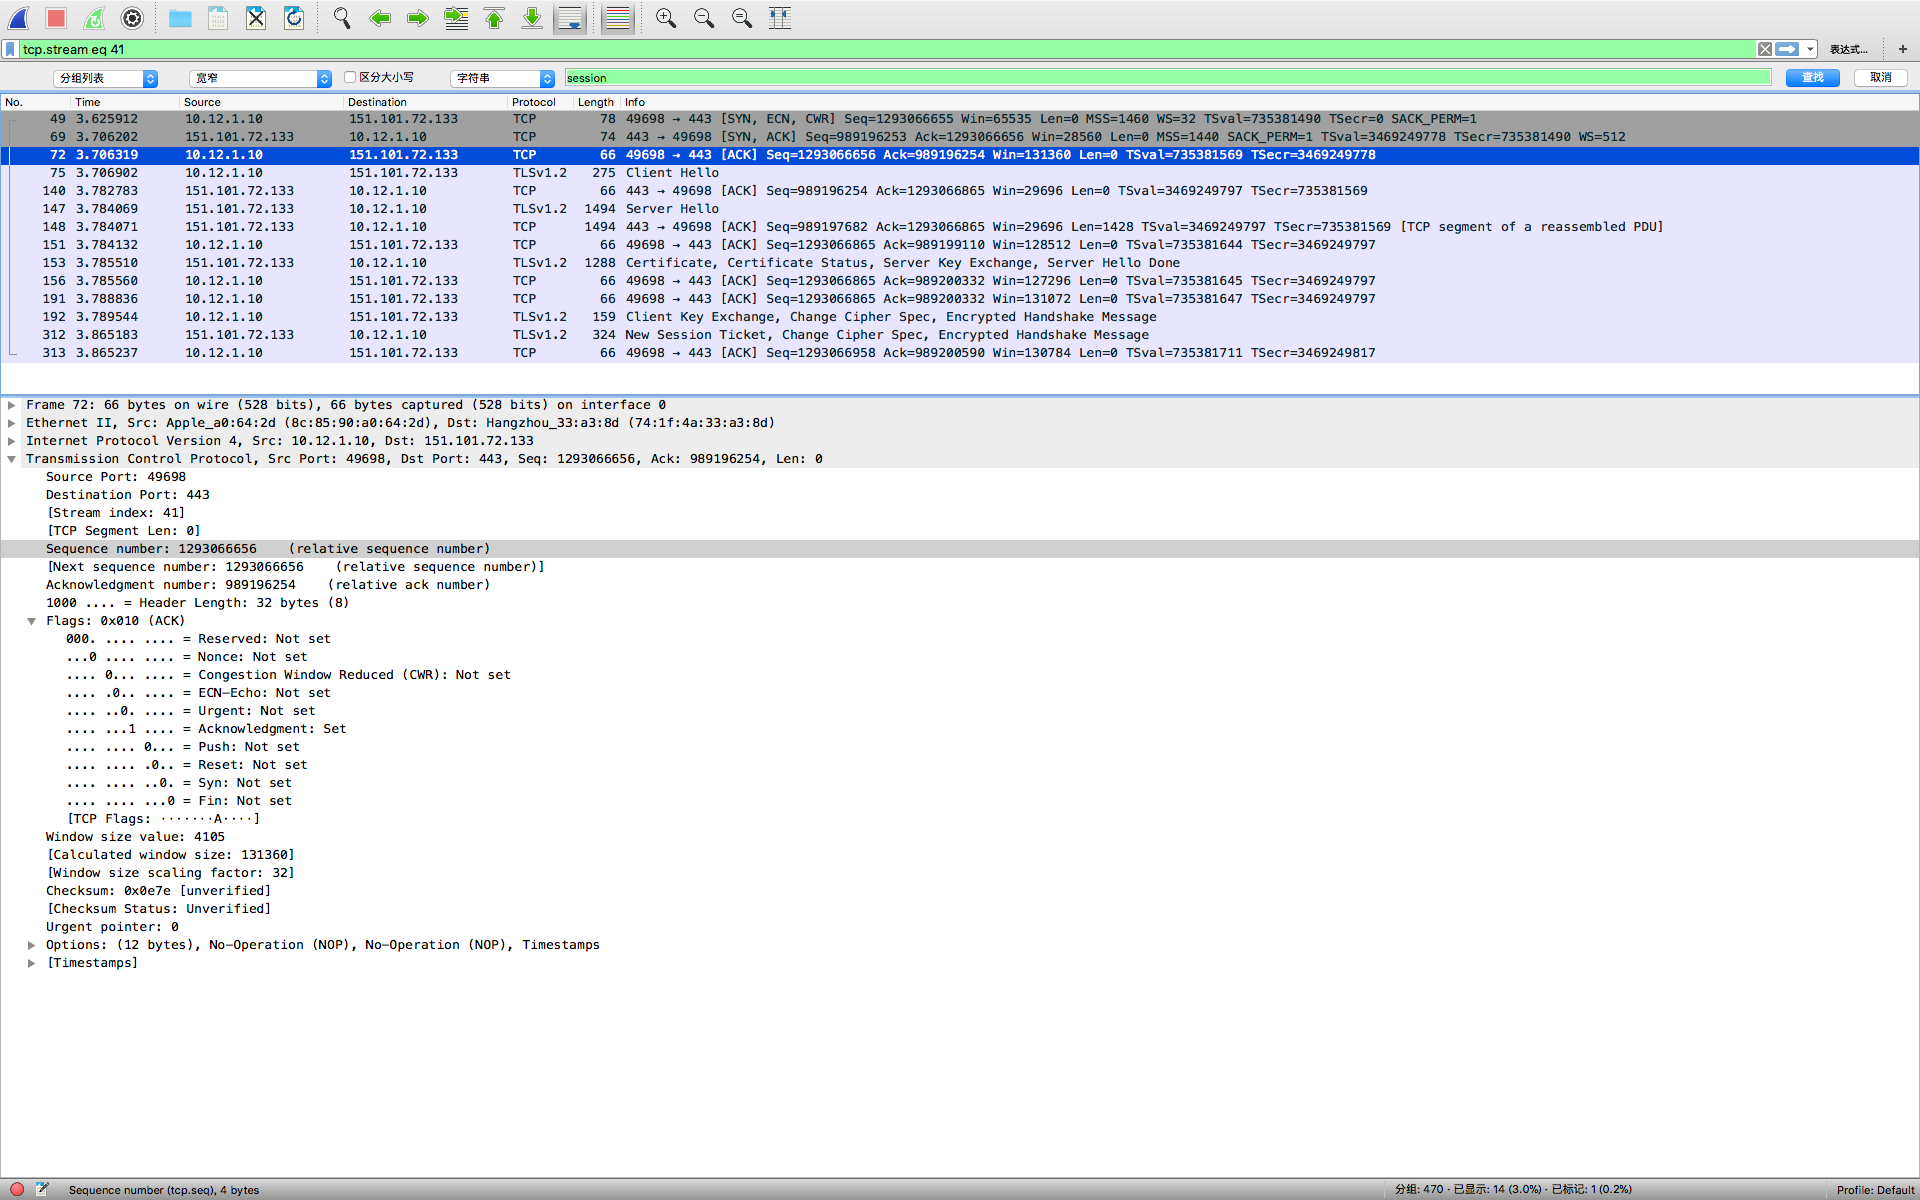 tcp.stream eq 41 表达式… +
分组列表 宽窄 区分大小写 字符串 session 查找 取消
No. Time Source Destination Protocol Length Info
49 3.625912 10.12.1.10 151.101.72.133 TCP 78 49698 → 443 [SYN, ECN, CWR] Seq=1293066655 Win=65535 Len=0 MSS=1460 WS=32 TSval=735381490 TSecr=0 SACK_PERM=1
69 3.706202 151.101.72.133 10.12.1.10 TCP 74 443 → 49698 [SYN, ACK] Seq=989196253 Ack=1293066656 Win=28560 Len=0 MSS=1440 SACK_PERM=1 TSval=3469249778 TSecr=735381490 WS=512
72 3.706319 10.12.1.10 151.101.72.133 TCP 66 49698 → 443 [ACK] Seq=1293066656 Ack=989196254 Win=131360 Len=0 TSval=735381569 TSecr=3469249778
75 3.706902 10.12.1.10 151.101.72.133 TLSv1.2 275 Client Hello
140 3.782783 151.101.72.133 10.12.1.10 TCP 66 443 → 49698 [ACK] Seq=989196254 Ack=1293066865 Win=29696 Len=0 TSval=3469249797 TSecr=735381569
147 3.784069 151.101.72.133 10.12.1.10 TLSv1.2 1494 Server Hello
148 3.784071 151.101.72.133 10.12.1.10 TCP 1494 443 → 49698 [ACK] Seq=989197682 Ack=1293066865 Win=29696 Len=1428 TSval=3469249797 TSecr=735381569 [TCP segment of a reassembled PDU]
151 3.784132 10.12.1.10 151.101.72.133 TCP 66 49698 → 443 [ACK] Seq=1293066865 Ack=989199110 Win=128512 Len=0 TSval=735381644 TSecr=3469249797
153 3.785510 151.101.72.133 10.12.1.10 TLSv1.2 1288 Certificate, Certificate Status, Server Key Exchange, Server Hello Done
156 3.785560 10.12.1.10 151.101.72.133 TCP 66 49698 → 443 [ACK] Seq=1293066865 Ack=989200332 Win=127296 Len=0 TSval=735381645 TSecr=3469249797
191 3.788836 10.12.1.10 151.101.72.133 TCP 66 49698 → 443 [ACK] Seq=1293066865 Ack=989200332 Win=131072 Len=0 TSval=735381647 TSecr=3469249797
192 3.789544 10.12.1.10 151.101.72.133 TLSv1.2 159 Client Key Exchange, Change Cipher Spec, Encrypted Handshake Message
312 3.865183 151.101.72.133 10.12.1.10 TLSv1.2 324 New Session Ticket, Change Cipher Spec, Encrypted Handshake Message
313 3.865237 10.12.1.10 151.101.72.133 TCP 66 49698 → 443 [ACK] Seq=1293066958 Ack=989200590 Win=130784 Len=0 TSval=735381711 TSecr=3469249817
Frame 72: 66 bytes on wire (528 bits), 66 bytes captured (528 bits) on interface 0
Ethernet II, Src: Apple_a0:64:2d (8c:85:90:a0:64:2d), Dst: Hangzhou_33:a3:8d (74:1f:4a:33:a3:8d)
Internet Protocol Version 4, Src: 10.12.1.10, Dst: 151.101.72.133
Transmission Control Protocol, Src Port: 49698, Dst Port: 443, Seq: 1293066656, Ack: 989196254, Len: 0
Source Port: 49698
Destination Port: 443
[Stream index: 41]
[TCP Segment Len: 0]
Sequence number: 1293066656 (relative sequence number)
[Next sequence number: 1293066656 (relative sequence number)]
Acknowledgment number: 989196254 (relative ack number)
1000 .... = Header Length: 32 bytes (8)
Flags: 0x010 (ACK)
000. .... .... = Reserved: Not set
...0 .... .... = Nonce: Not set
.... 0... .... = Congestion Window Reduced (CWR): Not set
.... .0.. .... = ECN-Echo: Not set
.... ..0. .... = Urgent: Not set
.... ...1 .... = Acknowledgment: Set
.... .... 0... = Push: Not set
.... .... .0.. = Reset: Not set
.... .... ..0. = Syn: Not set
.... .... ...0 = Fin: Not set
[TCP Flags: ·······A····]
Window size value: 4105
[Calculated window size: 131360]
[Window size scaling factor: 32]
Checksum: 0x0e7e [unverified]
[Checksum Status: Unverified]
Urgent pointer: 0
Options: (12 bytes), No-Operation (NOP), No-Operation (NOP), Timestamps
[Timestamps]
Sequence number (tcp.seq), 4 bytes 分组: 470 · 已显示: 14 (3.0%) · 已标记: 1 (0.2%) Profile: Default